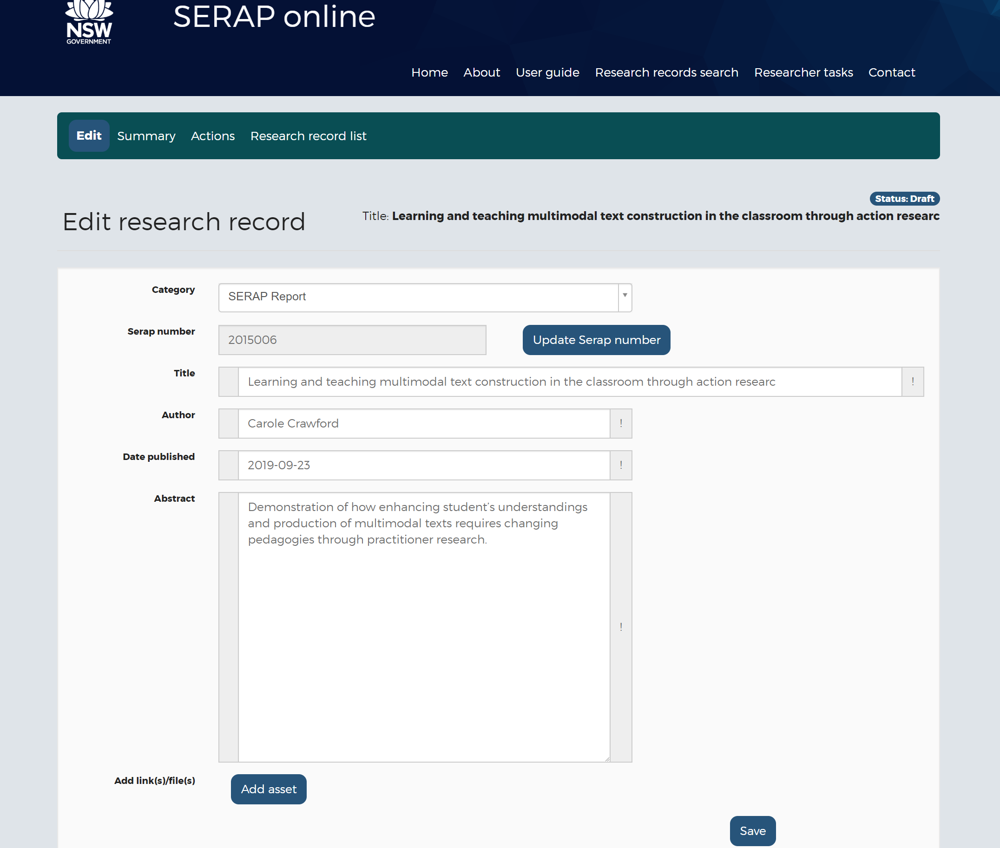 NSW
GOVERNMENT
SERAP online
Home About User guide Research records search Researcher tasks Contact
Edit Summary Actions Research record list
Status: Draft
Edit research record
Title: Learning and teaching multimodal text construction in the classroom through action researc
Category
SERAP Report
Serap number
2015006
Update Serap number
Title
Learning and teaching multimodal text construction in the classroom through action researc
!
Author
Carole Crawford
!
Date published
2019-09-23
!
Abstract
Demonstration of how enhancing student's understandings
and production of multimodal texts requires changing
pedagogies through practitioner research.
!
Add link(s)/file(s)
Add asset
Save